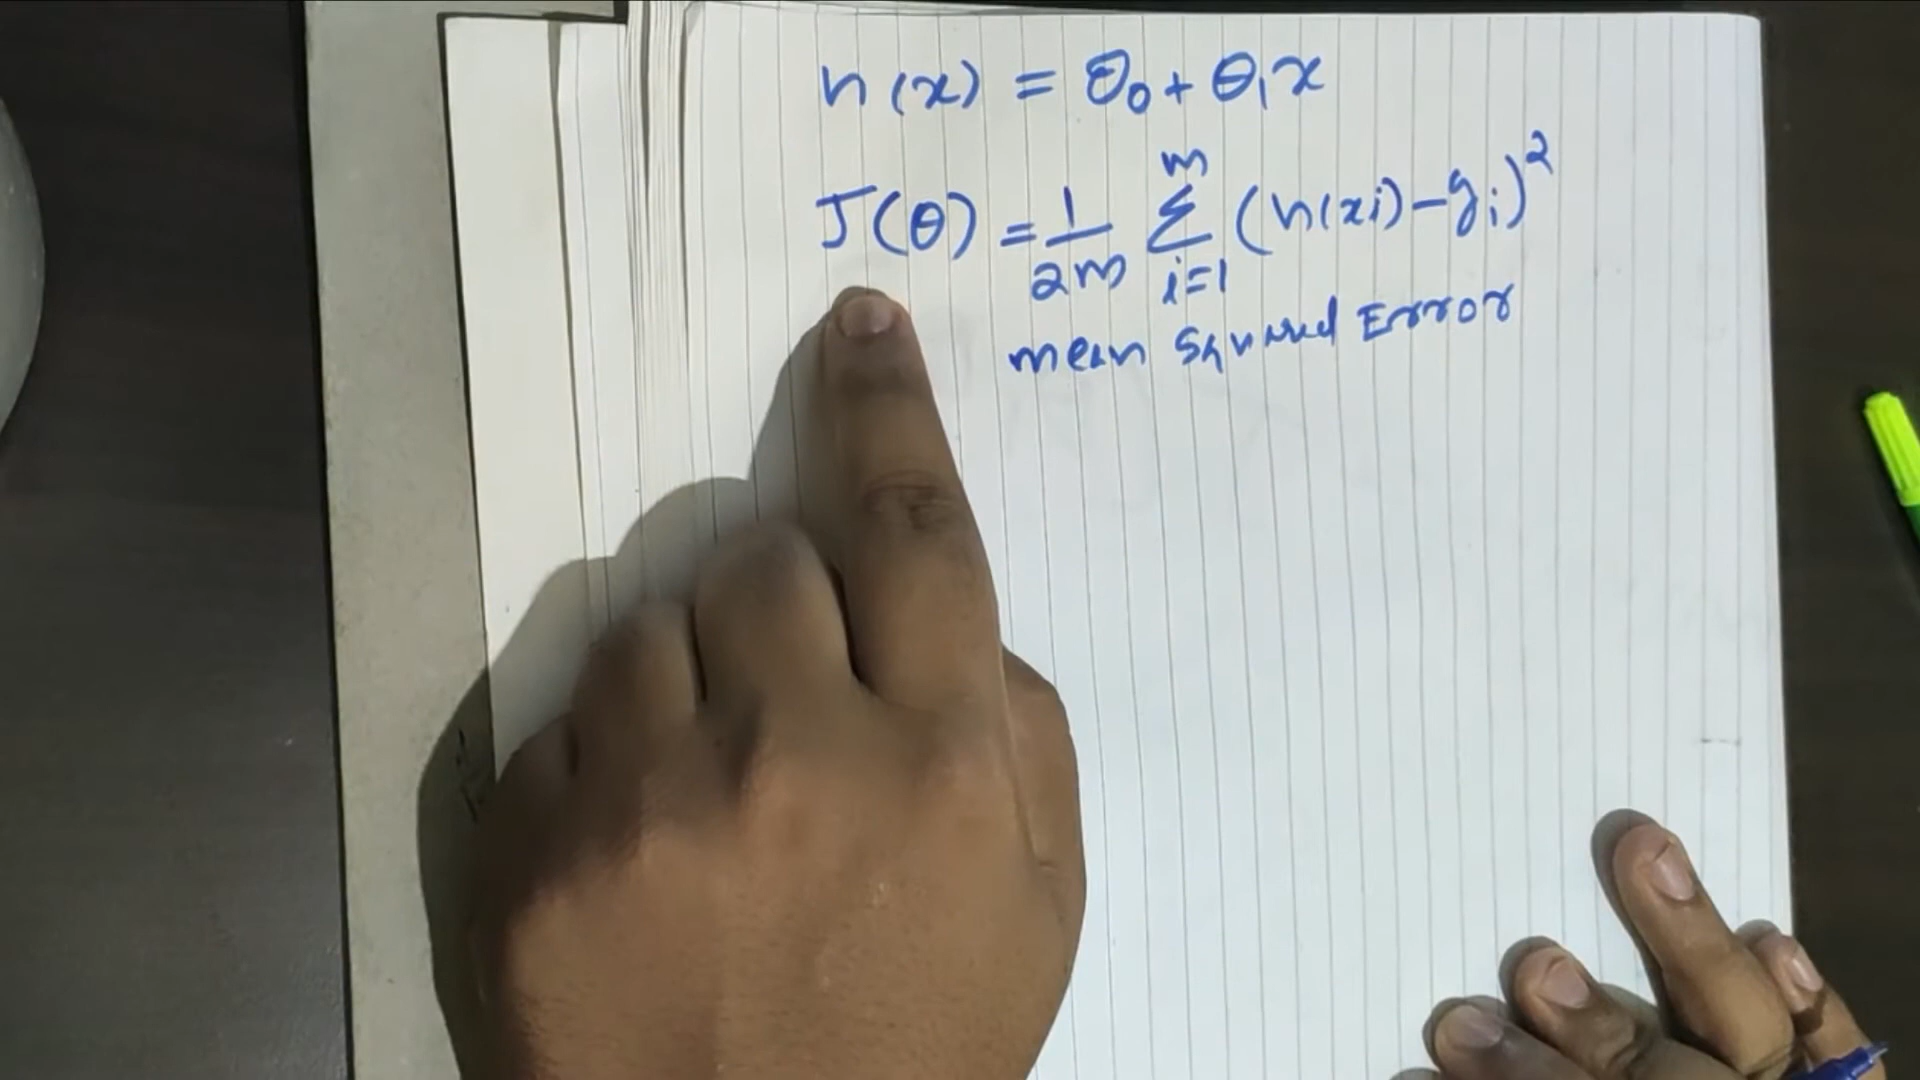 h(x) = θ₀ + θ₁x
J(θ) = 1/2m Σ_{i=1}^{m} (h(xi) - yi)²
mean Squared Error